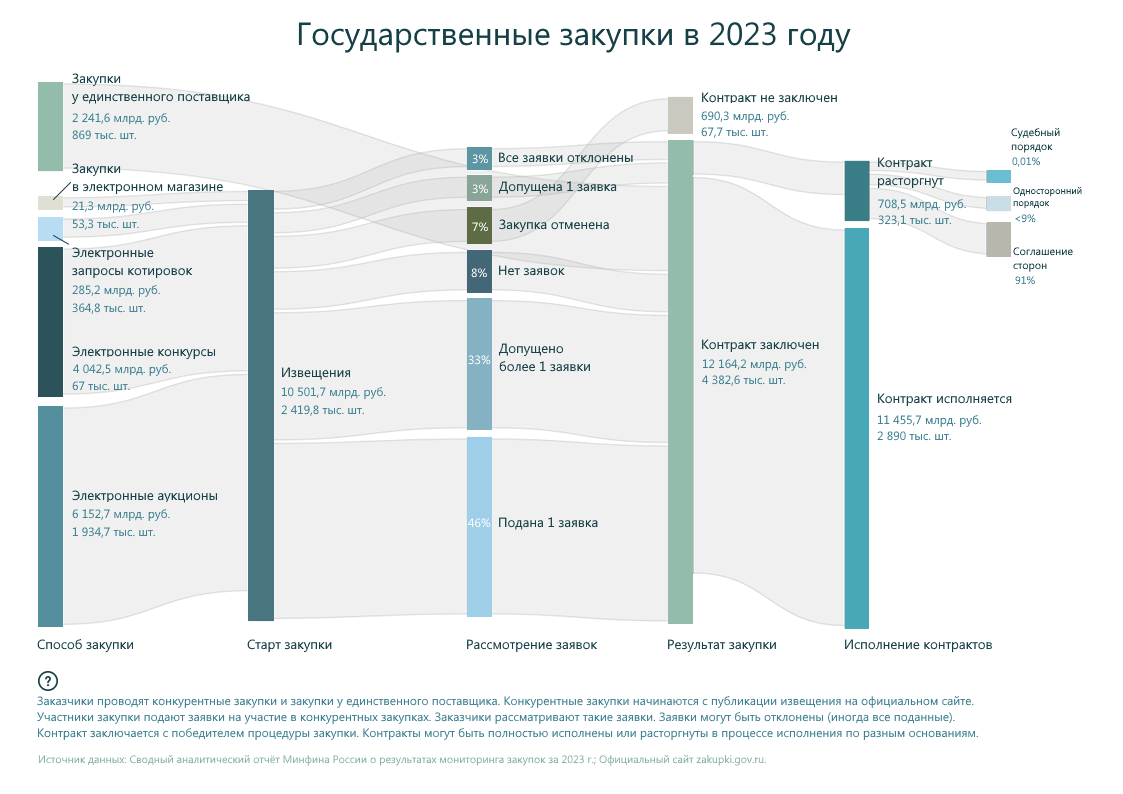 Государственные закупки в 2023 году
Закупки
у единственного поставщика
2 241,6 млрд. руб.
869 тыс. шт.
Закупки
в электронном магазине
21,3 млрд. руб.
53,3 тыс. шт.
Электронные
запросы котировок
285,2 млрд. руб.
364,8 тыс. шт.
Электронные конкурсы
4 042,5 млрд. руб.
67 тыс. шт.
Электронные аукционы
6 152,7 млрд. руб.
1 934,7 тыс. шт.
Извещения
10 501,7 млрд. руб.
2 419,8 тыс. шт.
3% Все заявки отклонены
3% Допущена 1 заявка
7% Закупка отменена
8% Нет заявок
33% Допущено
более 1 заявки
46% Подана 1 заявка
Контракт не заключен
690,3 млрд. руб.
67,7 тыс. шт.
Контракт заключен
12 164,2 млрд. руб.
4 382,6 тыс. шт.
Контракт
расторгнут
708,5 млрд. руб.
323,1 тыс. шт.
Контракт исполняется
11 455,7 млрд. руб.
2 890 тыс. шт.
Судебный
порядок
0,01%
Односторонний
порядок
<9%
Соглашение
сторон
91%
Способ закупки
Старт закупки
Рассмотрение заявок
Результат закупки
Исполнение контрактов
?
Заказчики проводят конкурентные закупки и закупки у единственного поставщика. Конкурентные закупки начинаются с публикации извещения на официальном сайте.
Участники закупки подают заявки на участие в конкурентных закупках. Заказчики рассматривают такие заявки. Заявки могут быть отклонены (иногда все поданные).
Контракт заключается с победителем процедуры закупки. Контракты могут быть полностью исполнены или расторгнуты в процессе исполнения по разным основаниям.
Источник данных: Сводный аналитический отчёт Минфина России о результатах мониторинга закупок за 2023 г.; Официальный сайт zakupki.gov.ru.